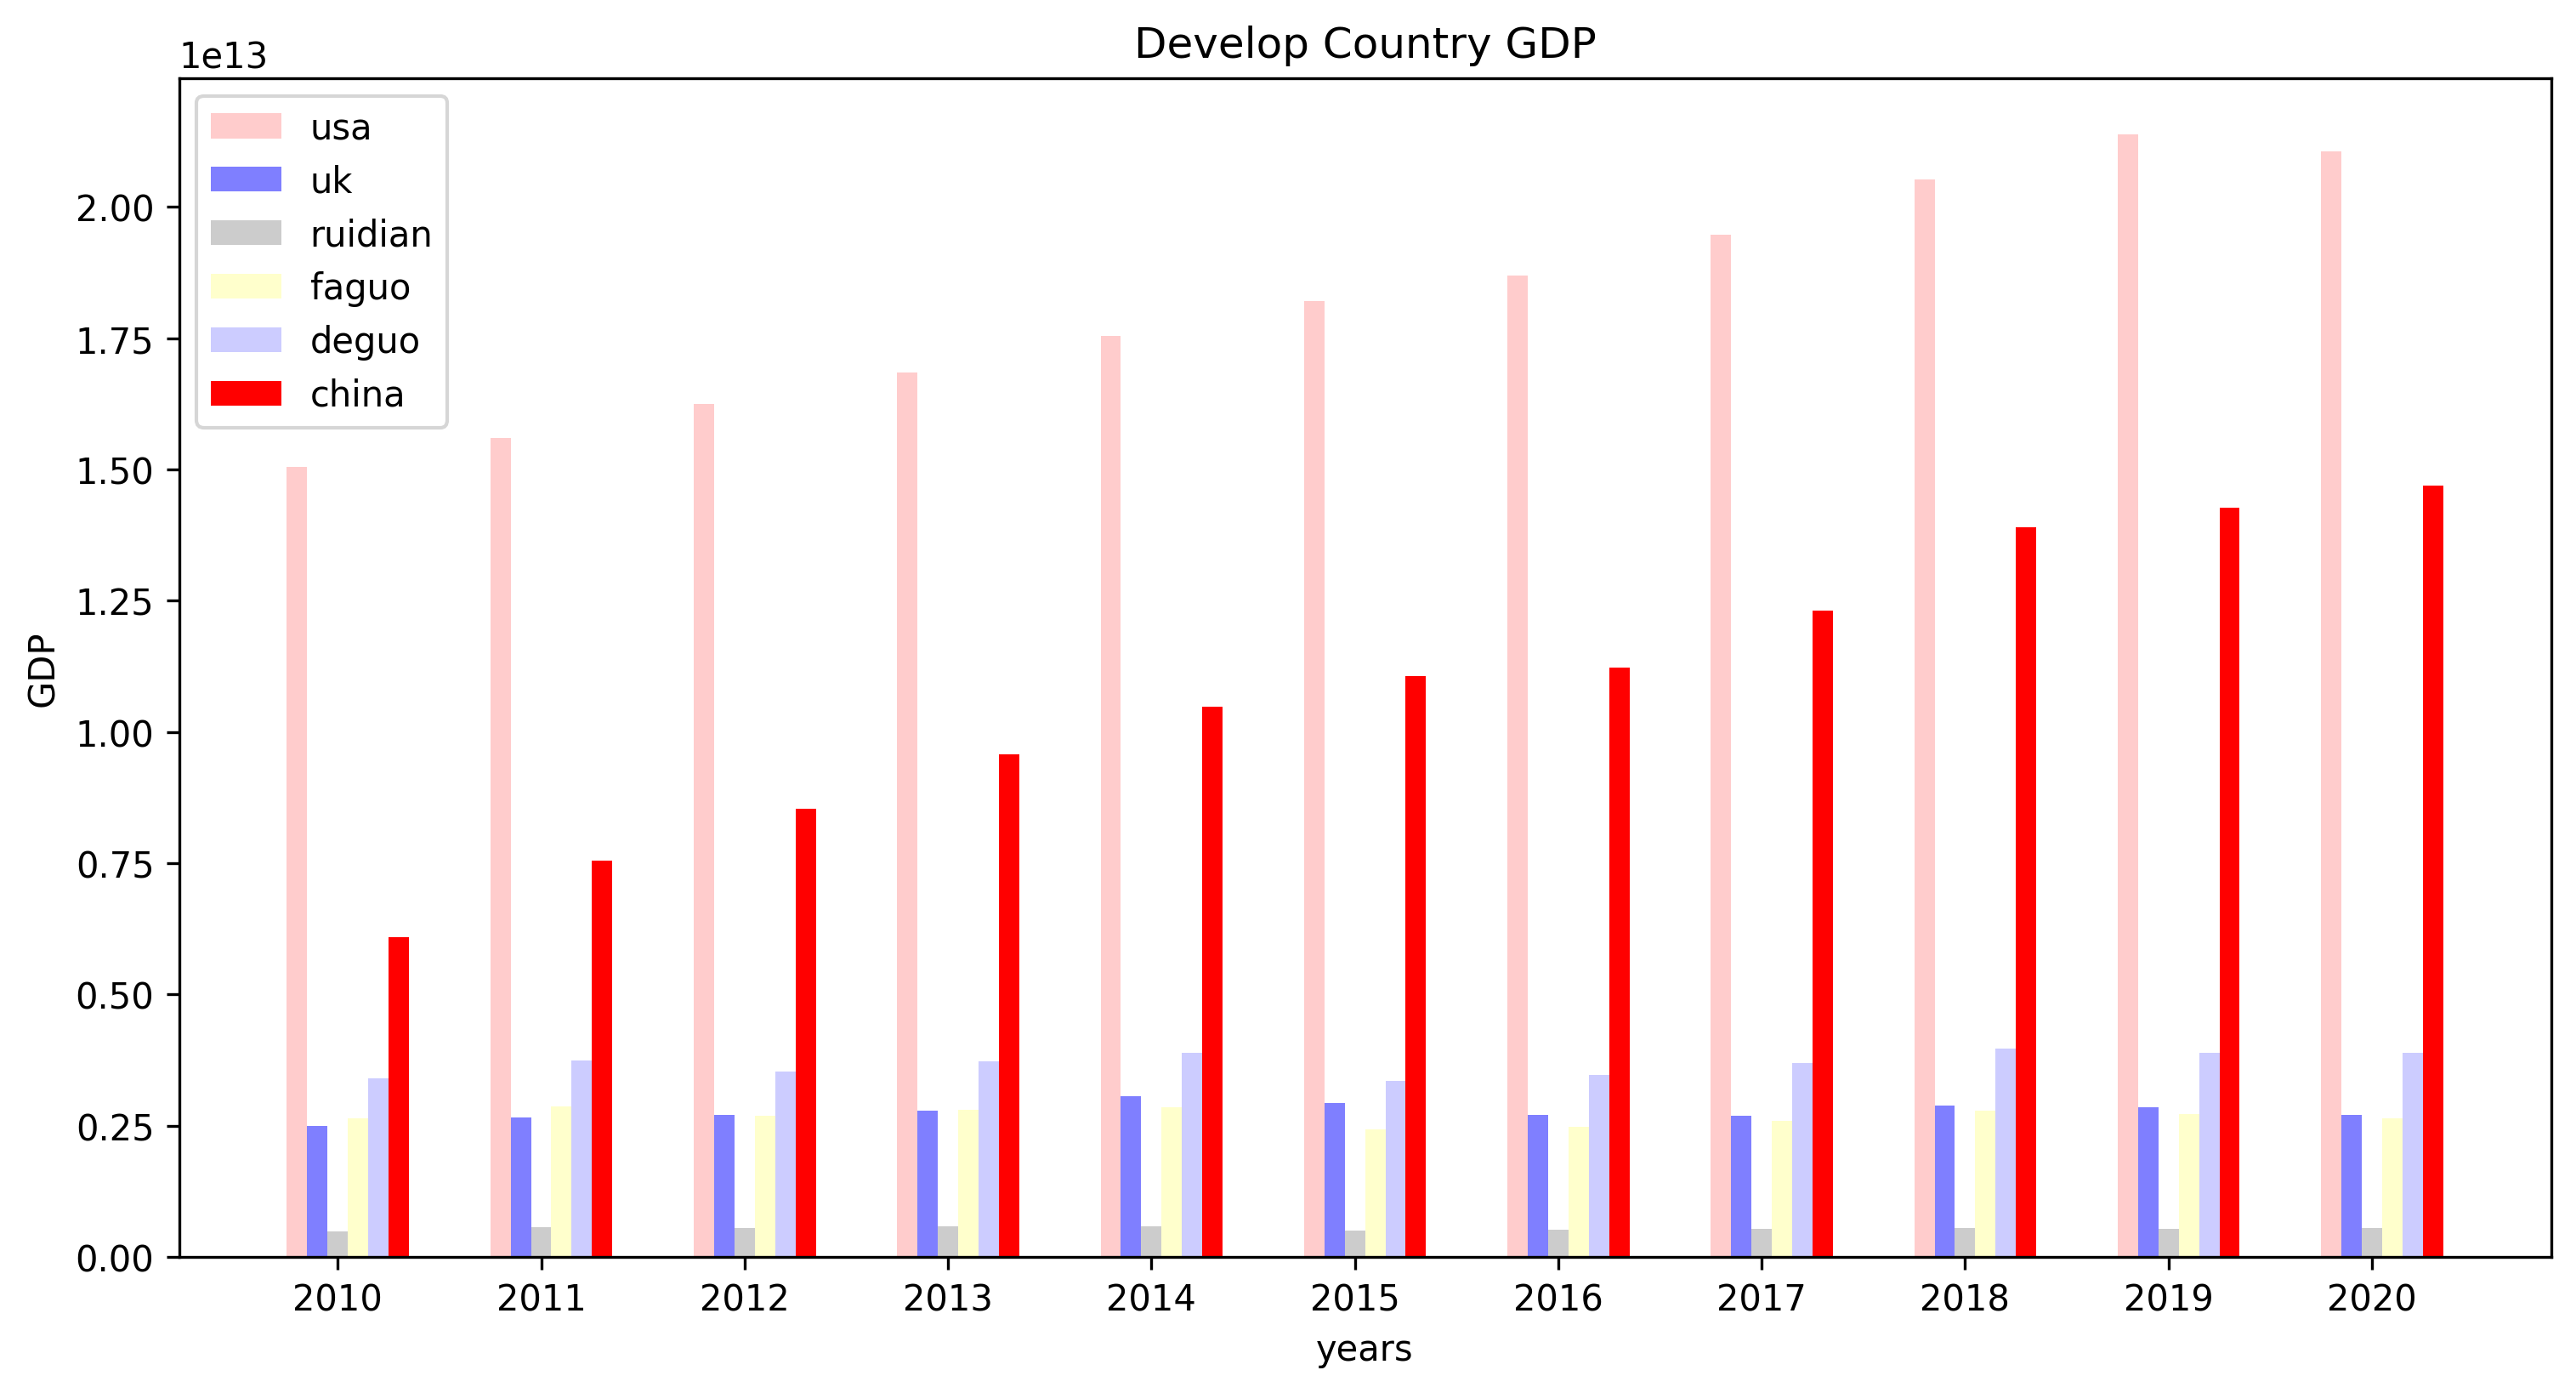 Develop Country GDP
1e13
usa
uk
ruidian
faguo
deguo
china
2.00
1.75
1.50
1.25
1.00
0.75
0.50
0.25
0.00
GDP
2010 2011 2012 2013 2014 2015 2016 2017 2018 2019 2020
years